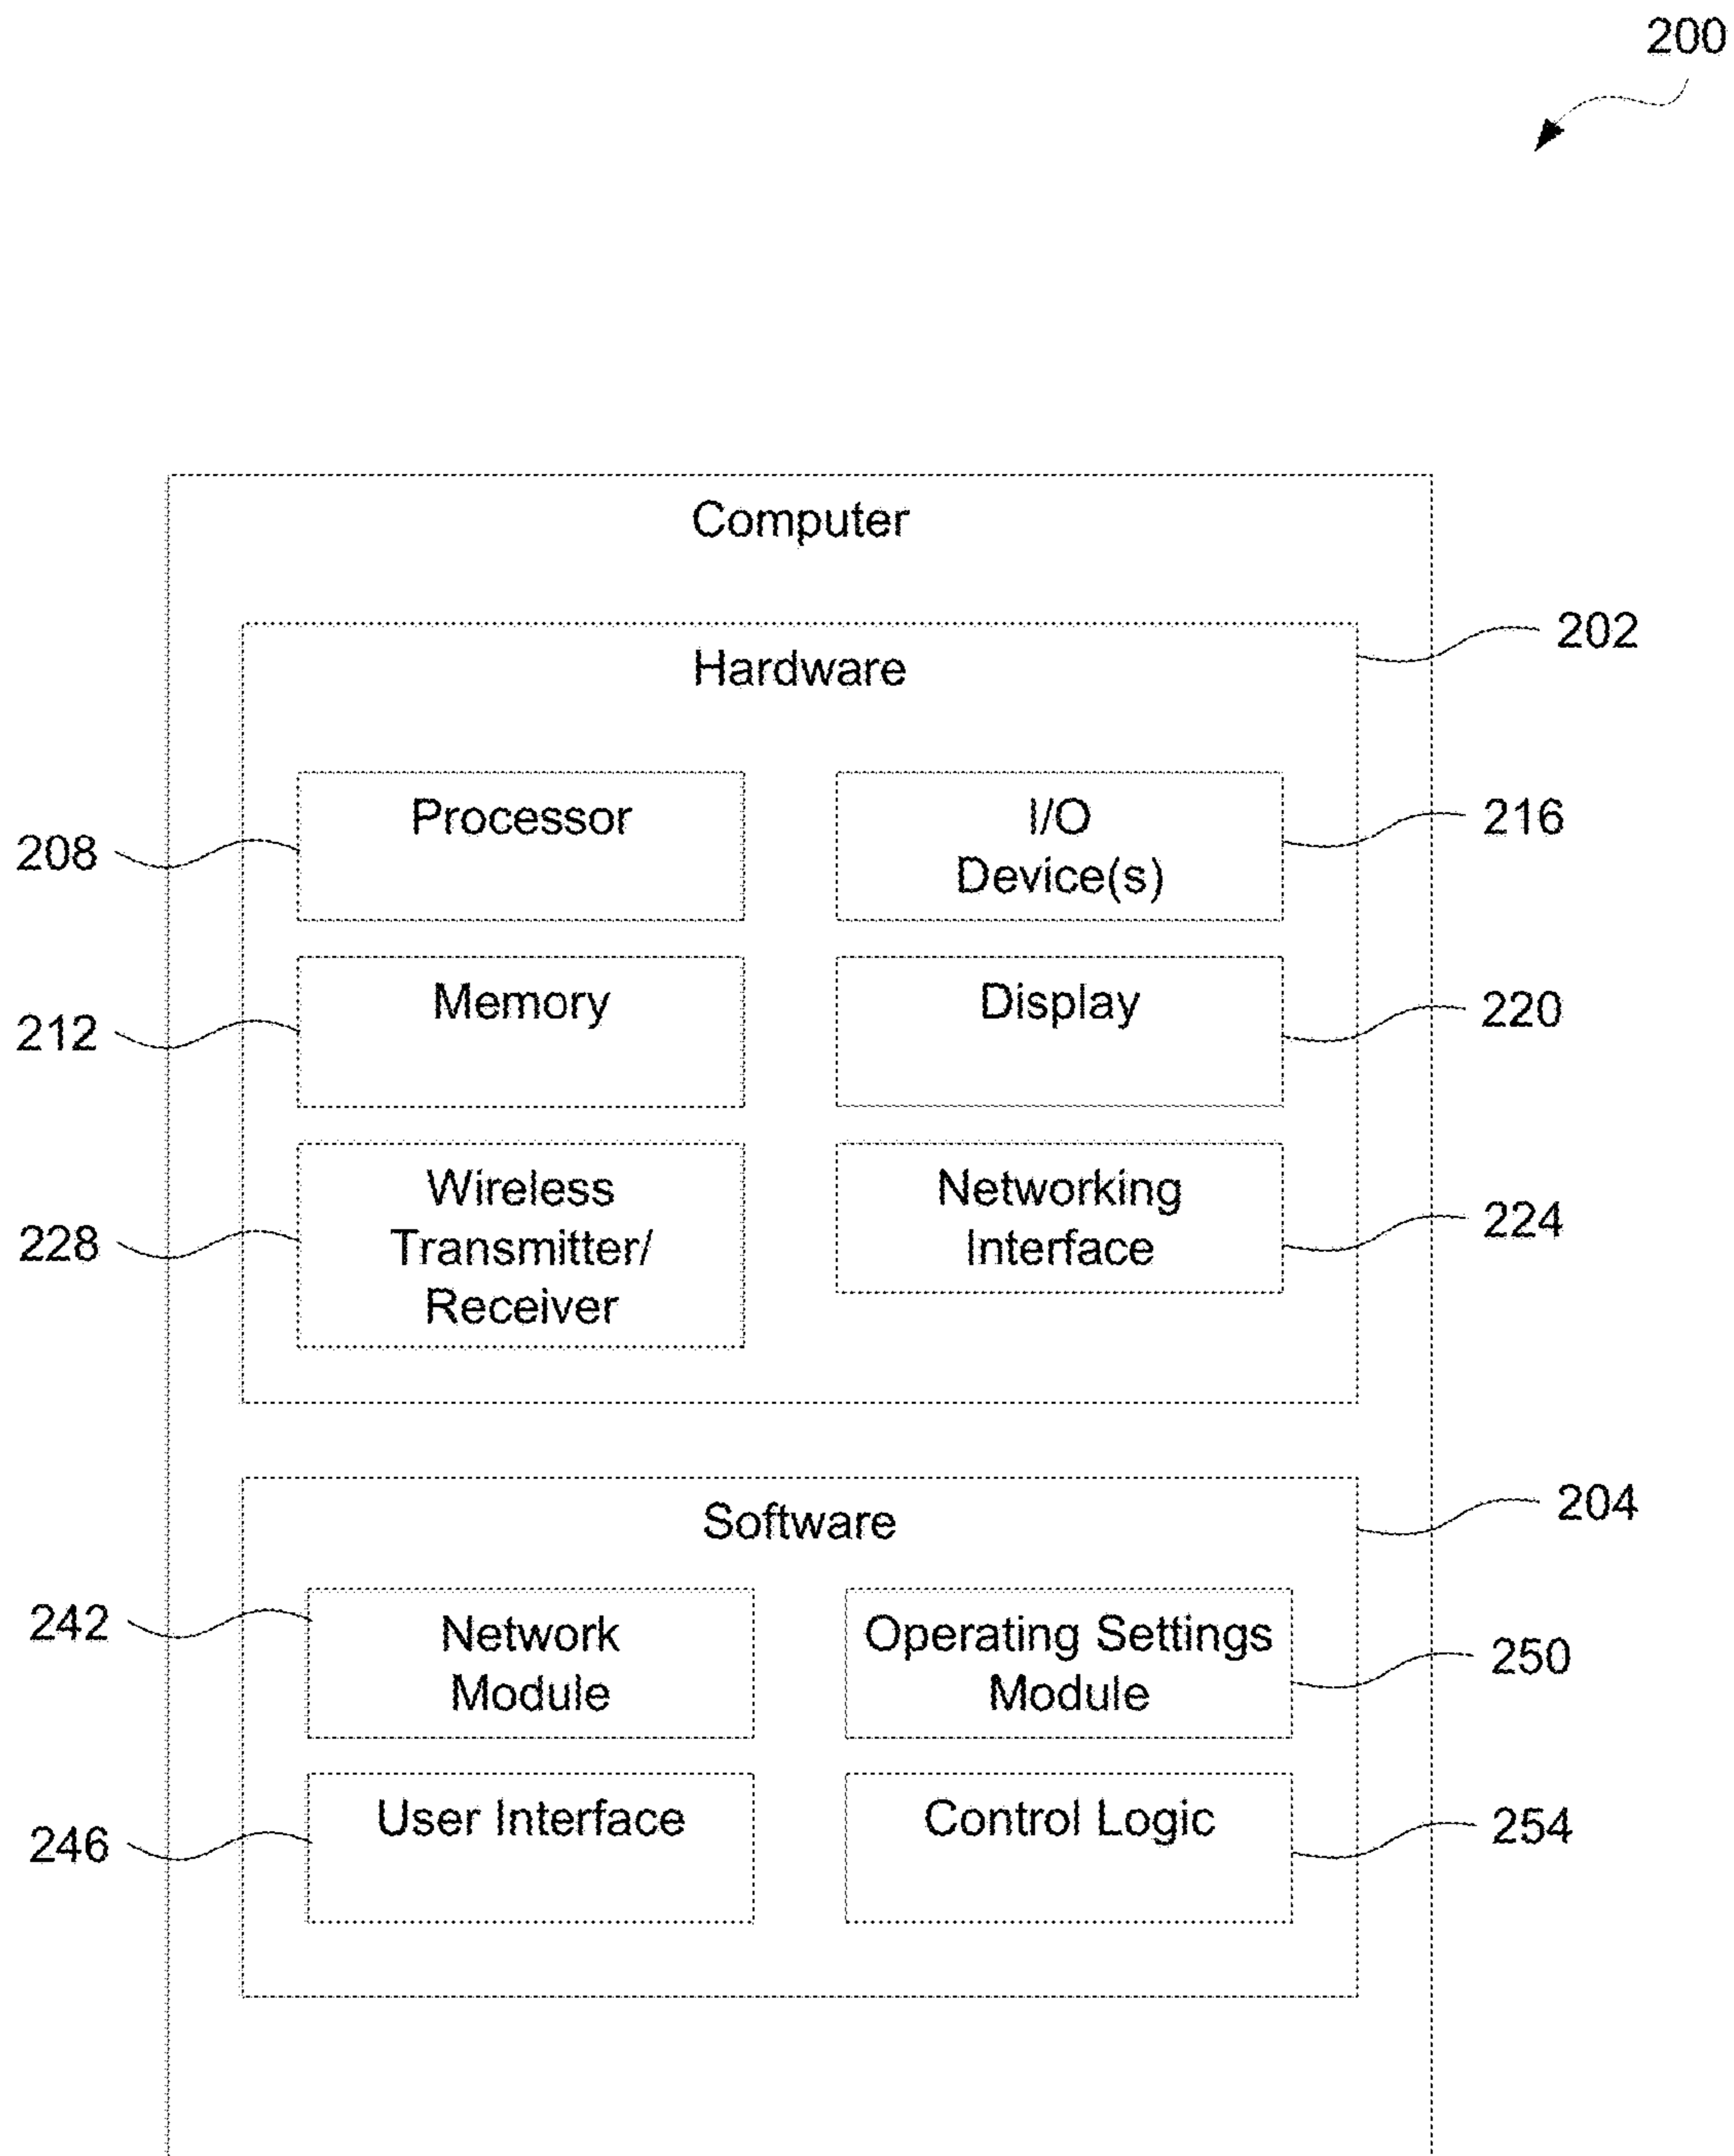 200
Computer
202
Hardware
Processor
I/O
Device(s)
208
216
Memory
Display
212
220
Wireless
Transmitter/
Receiver
Networking
Interface
228
224
204
Software
242
Network
Module
Operating Settings
Module
250
User Interface
Control Logic
246
254